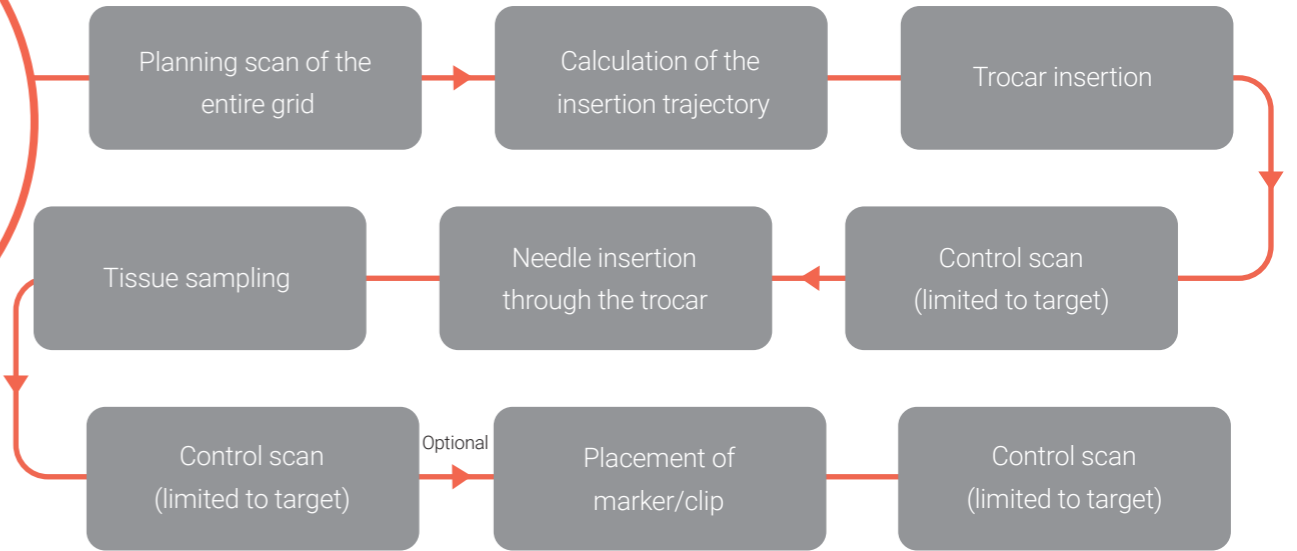 Planning scan of the
entire grid
Calculation of the
insertion trajectory
Trocar insertion
Control scan
(limited to target)
Needle insertion
through the trocar
Tissue sampling
Control scan
(limited to target)
Optional
Placement of
marker/clip
Control scan
(limited to target)